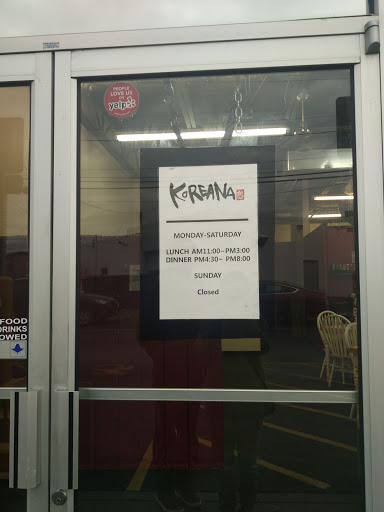 PEOPLE
LOVE US
ON
yelp
KOREANA
MONDAY-SATURDAY
LUNCH AM11:00~PM3:00
DINNER PM4:30~ PM8:00
SUNDAY
Closed
FOOD
DRINKS
OWED